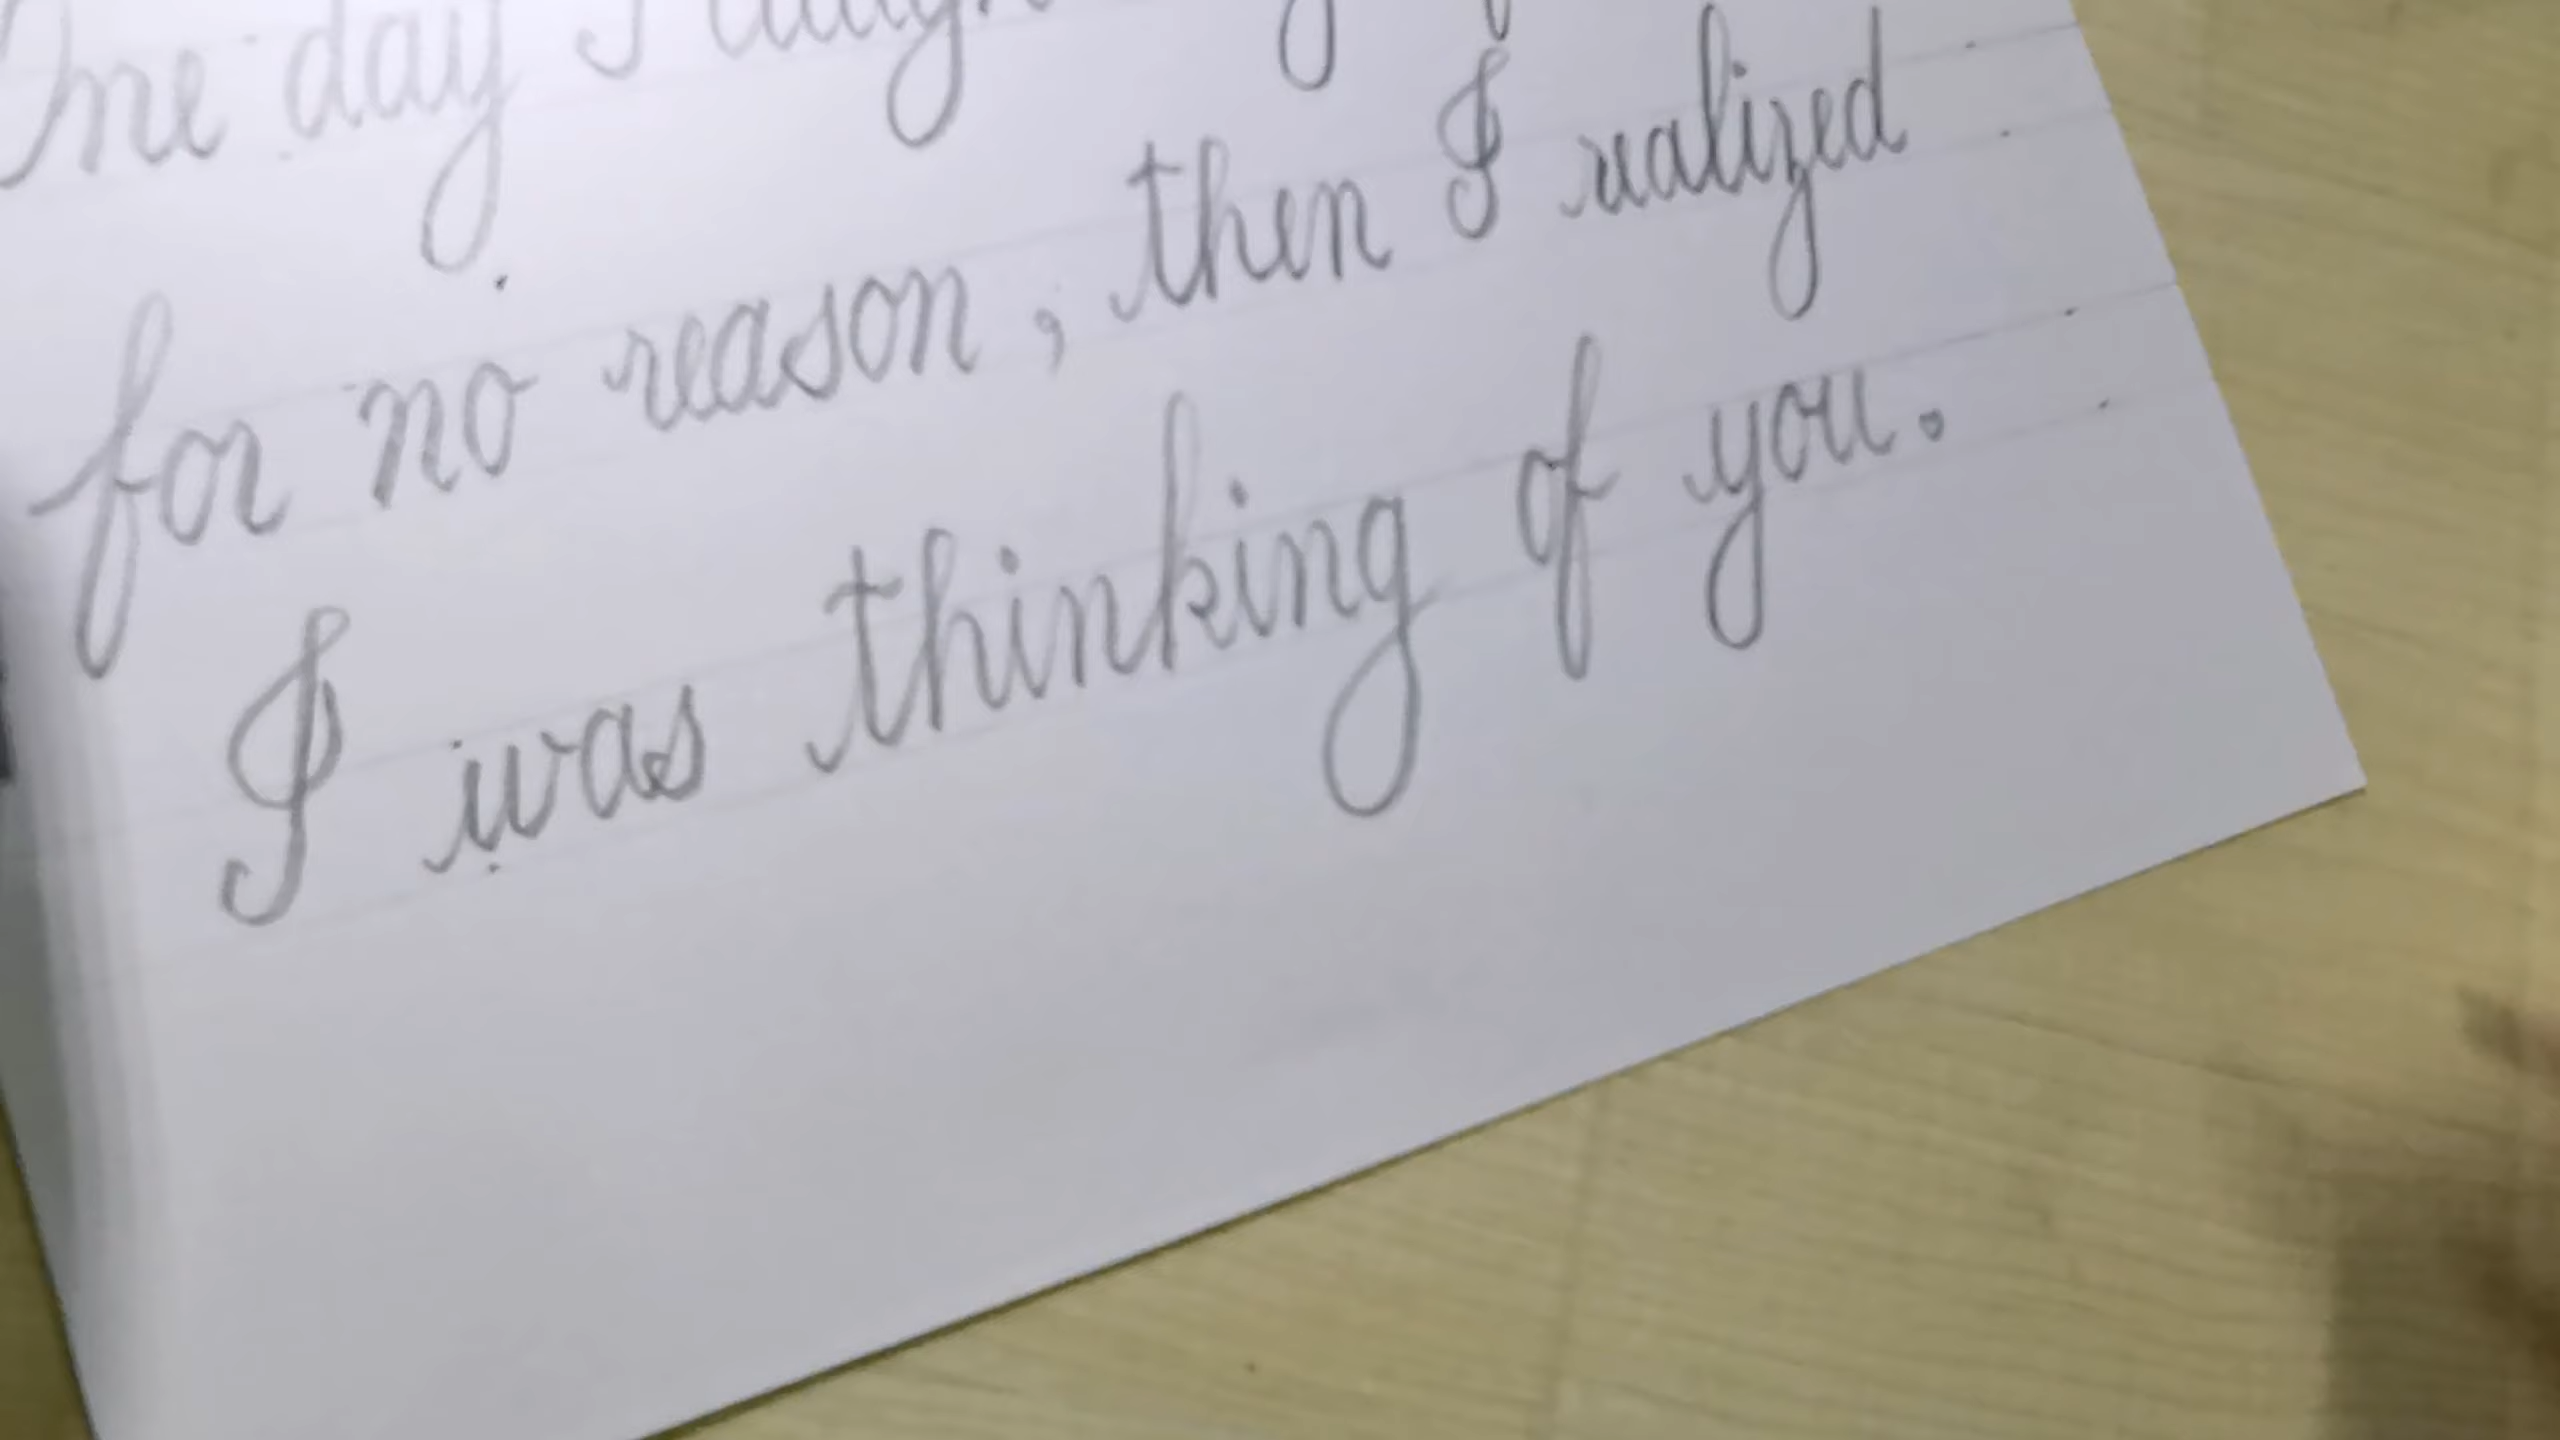 One day I
for no reason, then I realized
I was thinking of you.